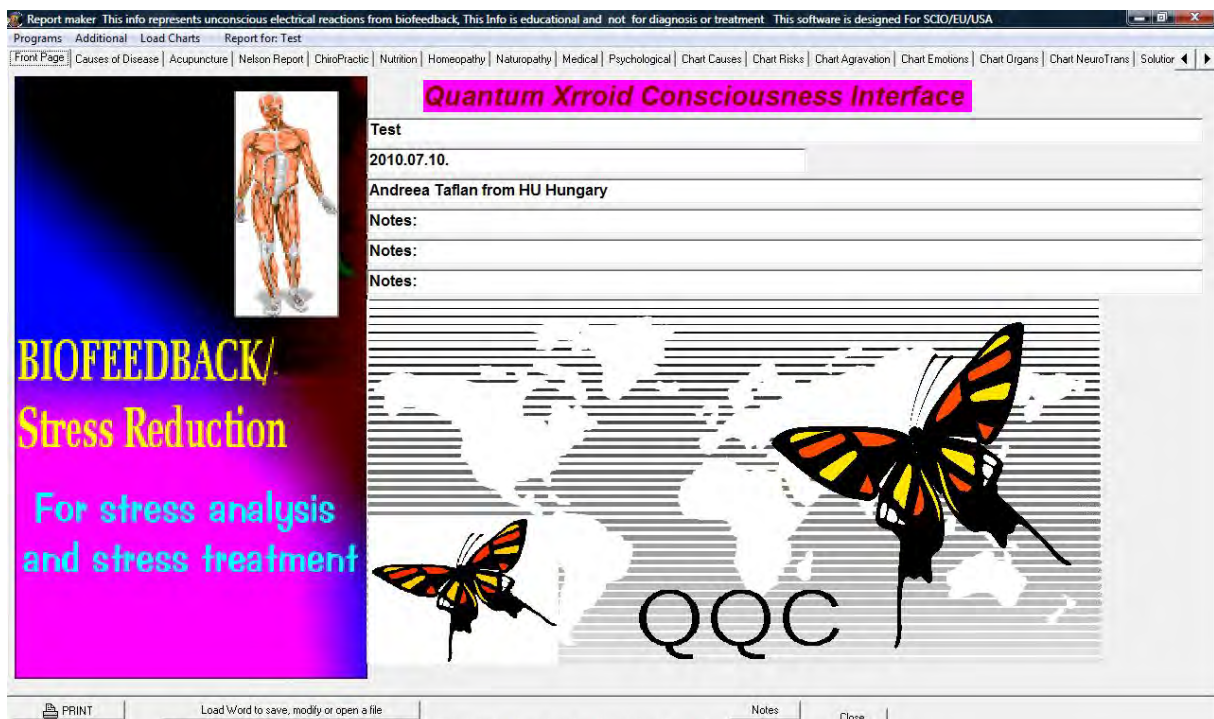 Report maker This info represents unconscious electrical reactions from biofeedback, This Info is educational and not for diagnosis or treatment This software is designed For SCIO/EU/USA
Programs Additional Load Charts Report for: Test
Front Page Causes of Disease Acupuncture Nelson Report ChiroPractic Nutrition Homeopathy Naturopathy Medical Psychological Chart Causes Chart Risks Chart Agravation Chart Emotions Chart Organs Chart NeuroTrans Solution
Quantum Xrroid Consciousness Interface
Test
2010.07.10.
Andreea Taflan from HU Hungary
Notes:
Notes:
Notes:
BIOFEEDBACK/
Stress Reduction
For stress analysis
and stress treatment
QQC
PRINT Load Word to save, modify or open a file Notes Close